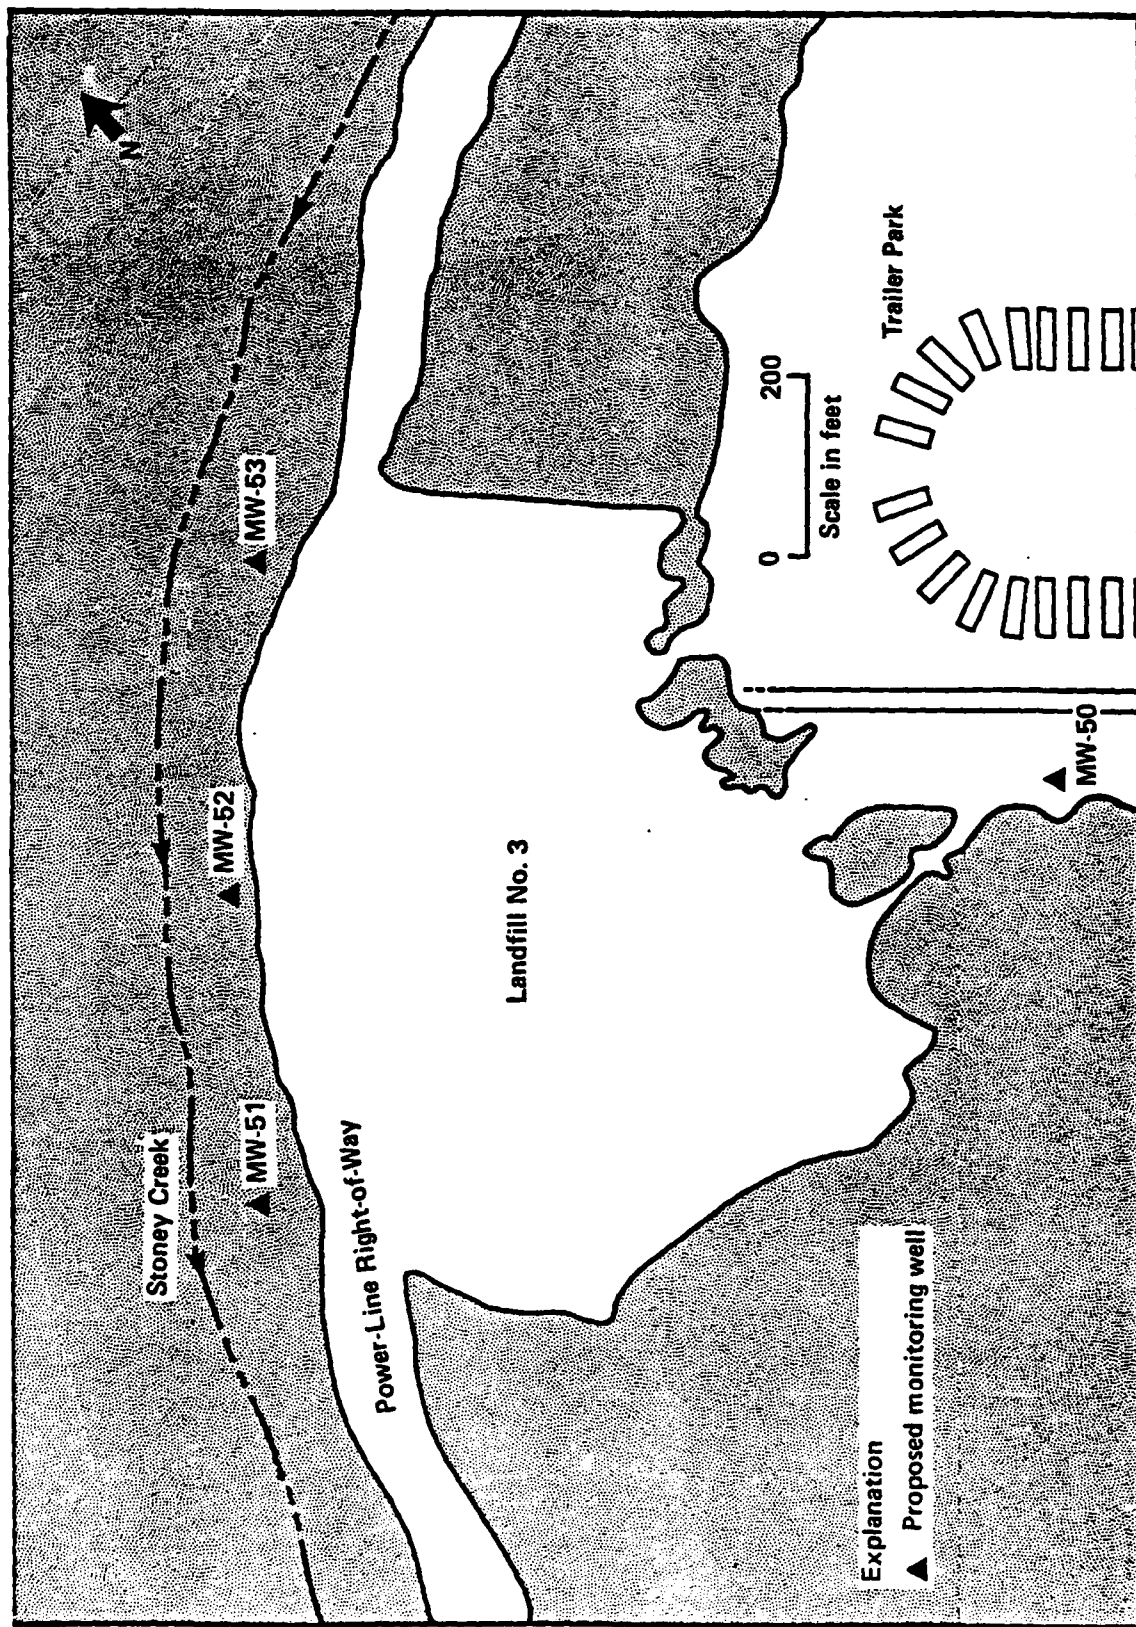 N
Stoney Creek
MW-51
MW-52
MW-53
Power-Line Right-of-Way
Landfill No. 3
Trailer Park
0 200
Scale in feet
MW-50
Explanation
Proposed monitoring well